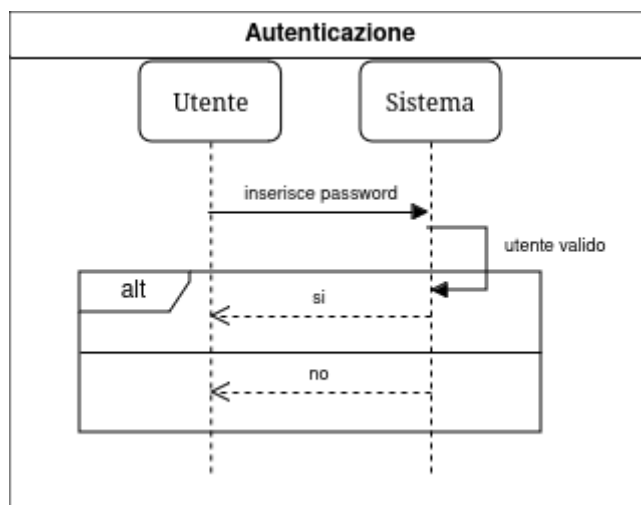 Autenticazione
Utente
Sistema
inserisce password
utente valido
alt
si
no